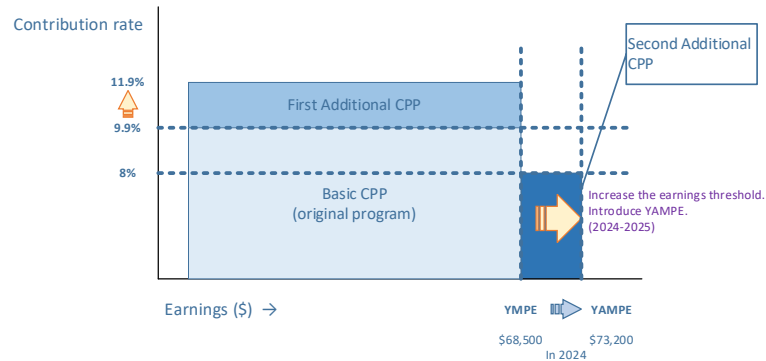 Contribution rate
Second Additional
CPP
11.9%
First Additional CPP
9.9%
8%
Basic CPP
(original program)
Increase the earnings threshold.
Introduce YAMPE.
(2024-2025)
Earnings ($) →
YMPE
YAMPE
$68,500
$73,200
In 2024